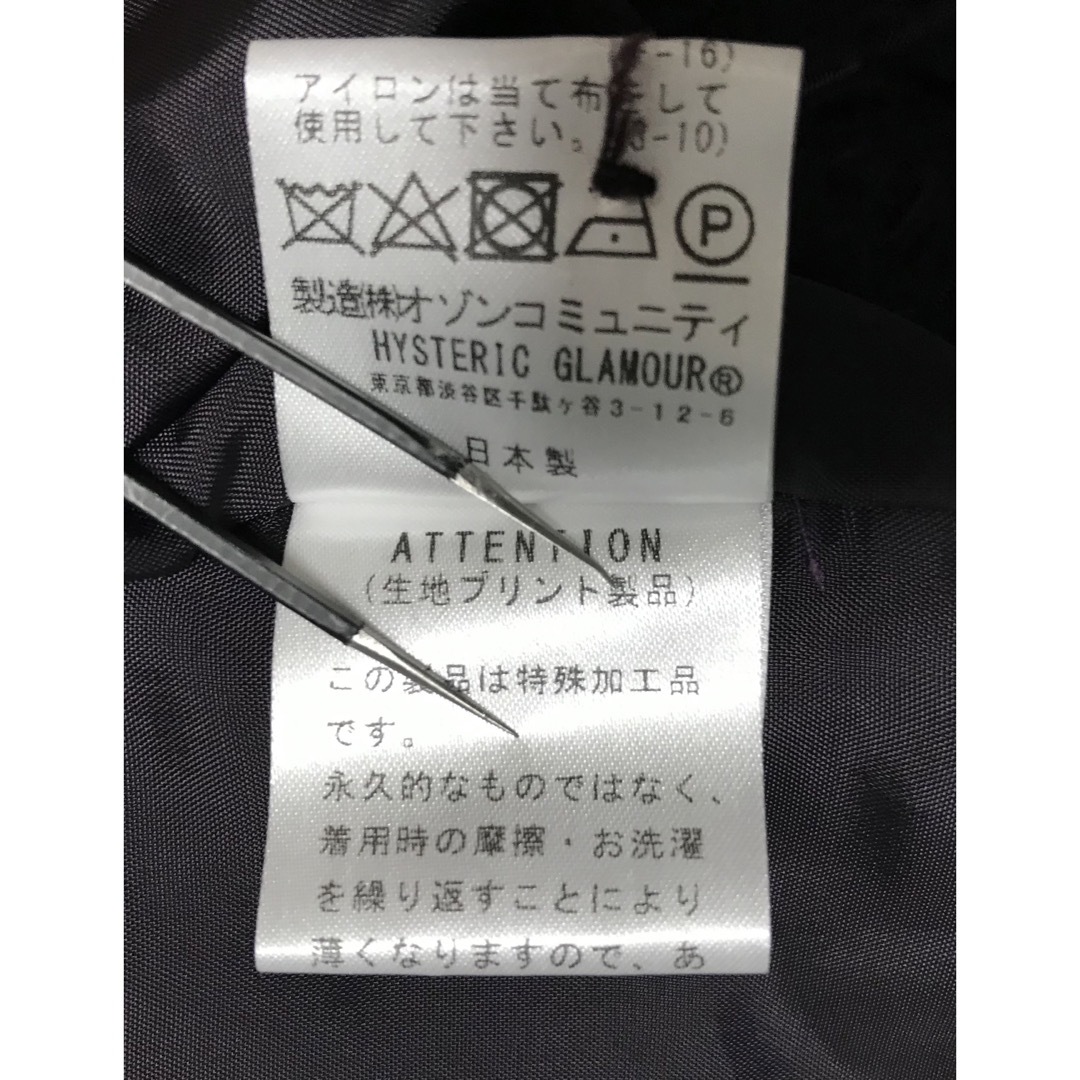 -16)
アイロンは当て布をして
使用して下さい。 -10)
P
製造(株)オゾンコミュニティ
HYSTERIC GLAMOUR®
東京都渋谷区千駄ヶ谷3-12-6
日本製
ATTENTION
(生地プリント製品)
この製品は特殊加工品
です。
永久的なものではなく、
着用時の摩擦・お洗濯
を繰り返すことにより
薄くなりますので、あ